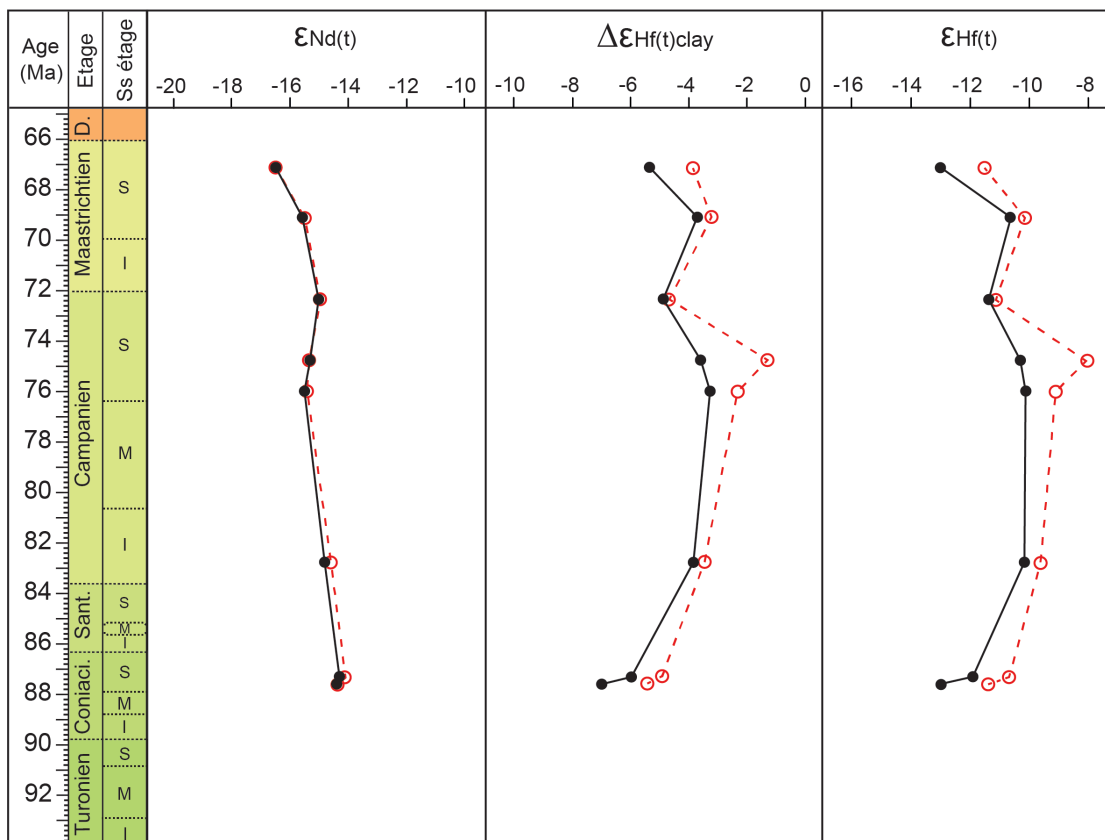 Age
(Ma)
Etage
Ss étage
εNd(t)
-20 -16 -14 -10
ΔεHf(t)clay
-10 -8 -6 -4 -2 0
εHf(t)
-16 -14 -12 -10 -8
66
68
70
72
74
76
78
80
82
84
86
88
90
92
D.
Maastrichtien
Campanien
Sant.
Coniaci.
Turonien
S
I
S
M
I
S
M
I
S
M
I
S
M
I